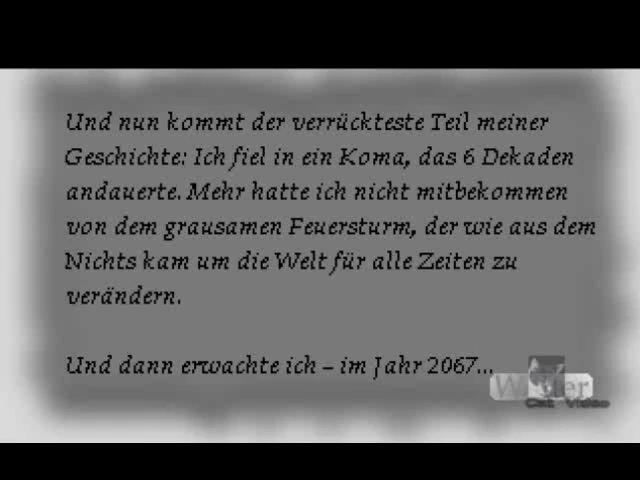 Und nun kommt der verrückteste Teil meiner
Geschichte: Ich fiel in ein Koma, das 6 Dekaden
andauerte. Mehr hatte ich nicht mitbekommen
von dem grausamen Feuersturm, der wie aus dem
Nichts kam um die Welt für alle Zeiten zu
verändern.
Und dann erwachte ich – im Jahr 2067...
Cat Video